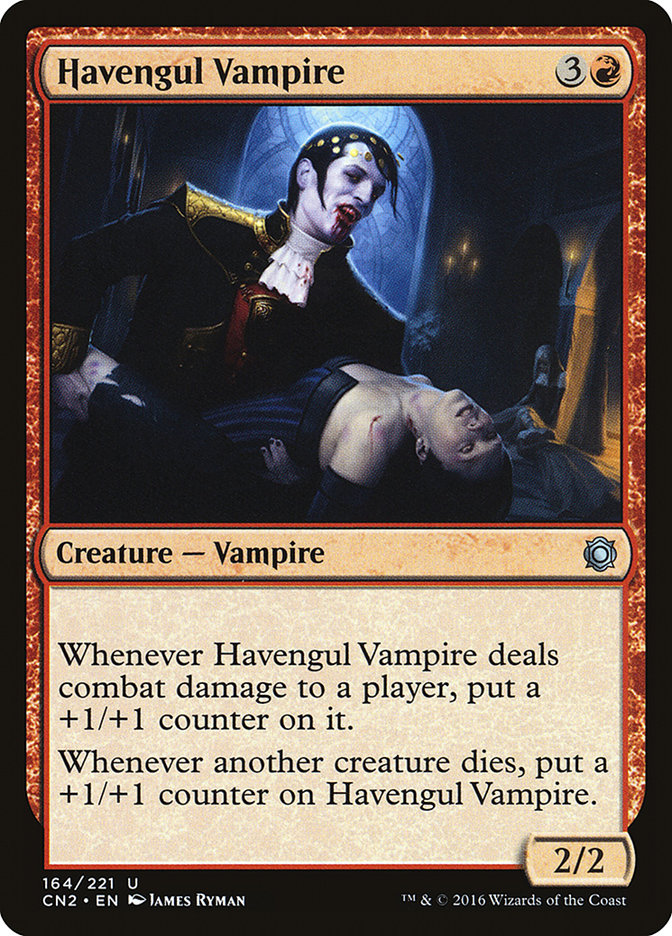 Havengul Vampire 3
Creature — Vampire
Whenever Havengul Vampire deals
combat damage to a player, put a
+1/+1 counter on it.
Whenever another creature dies, put a
+1/+1 counter on Havengul Vampire.
2/2
164/221 U
CN2 • EN James Ryman
™ & © 2016 Wizards of the Coast